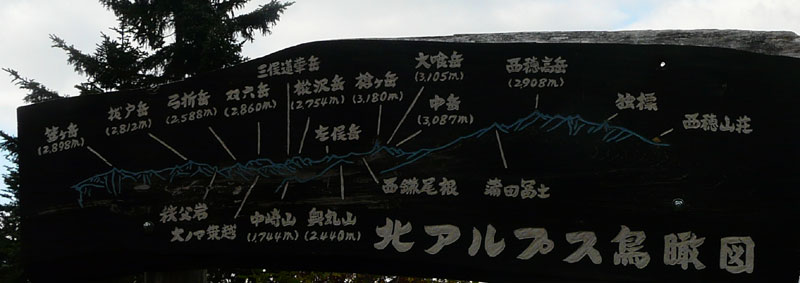 笠ヶ岳
(2,898m)
抜戸岳
(2,812m)
弓折岳
(2,588m)
双六岳
(2,860m)
三俣蓮華岳
樅沢岳
(2,754m)
左俣岳
槍ヶ岳
(3,180m)
大喰岳
(3,105m)
中岳
(3,087m)
西穂高岳
(2,908m)
独標
西穂山荘
秩父岩
大ノマ乗越
中崎山
(1,744m)
奥丸山
(2,440m)
西鎌尾根
蒲田冨士
北アルプス鳥瞰図